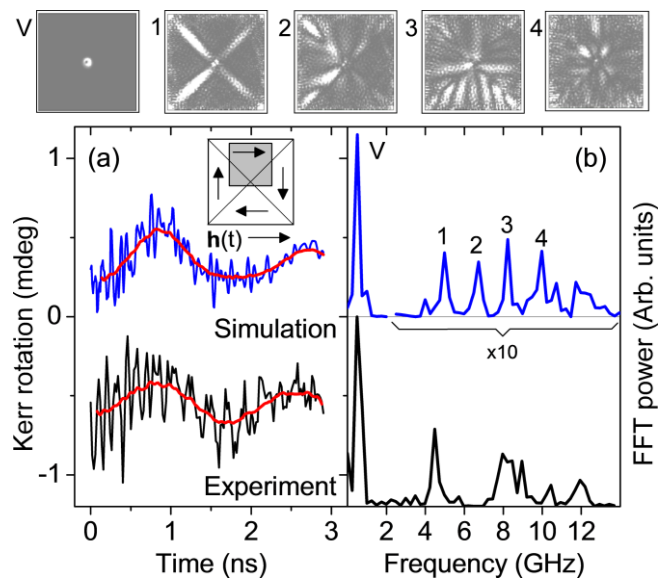 V 1 2 3 4
(a) (b)
V
1 2 3 4
h(t)
Simulation
x10
Experiment
Kerr rotation (mdeg)
1
0
-1
0 1 2 3
Time (ns)
2 4 6 8 10 12
Frequency (GHz)
FFT power (Arb. units)